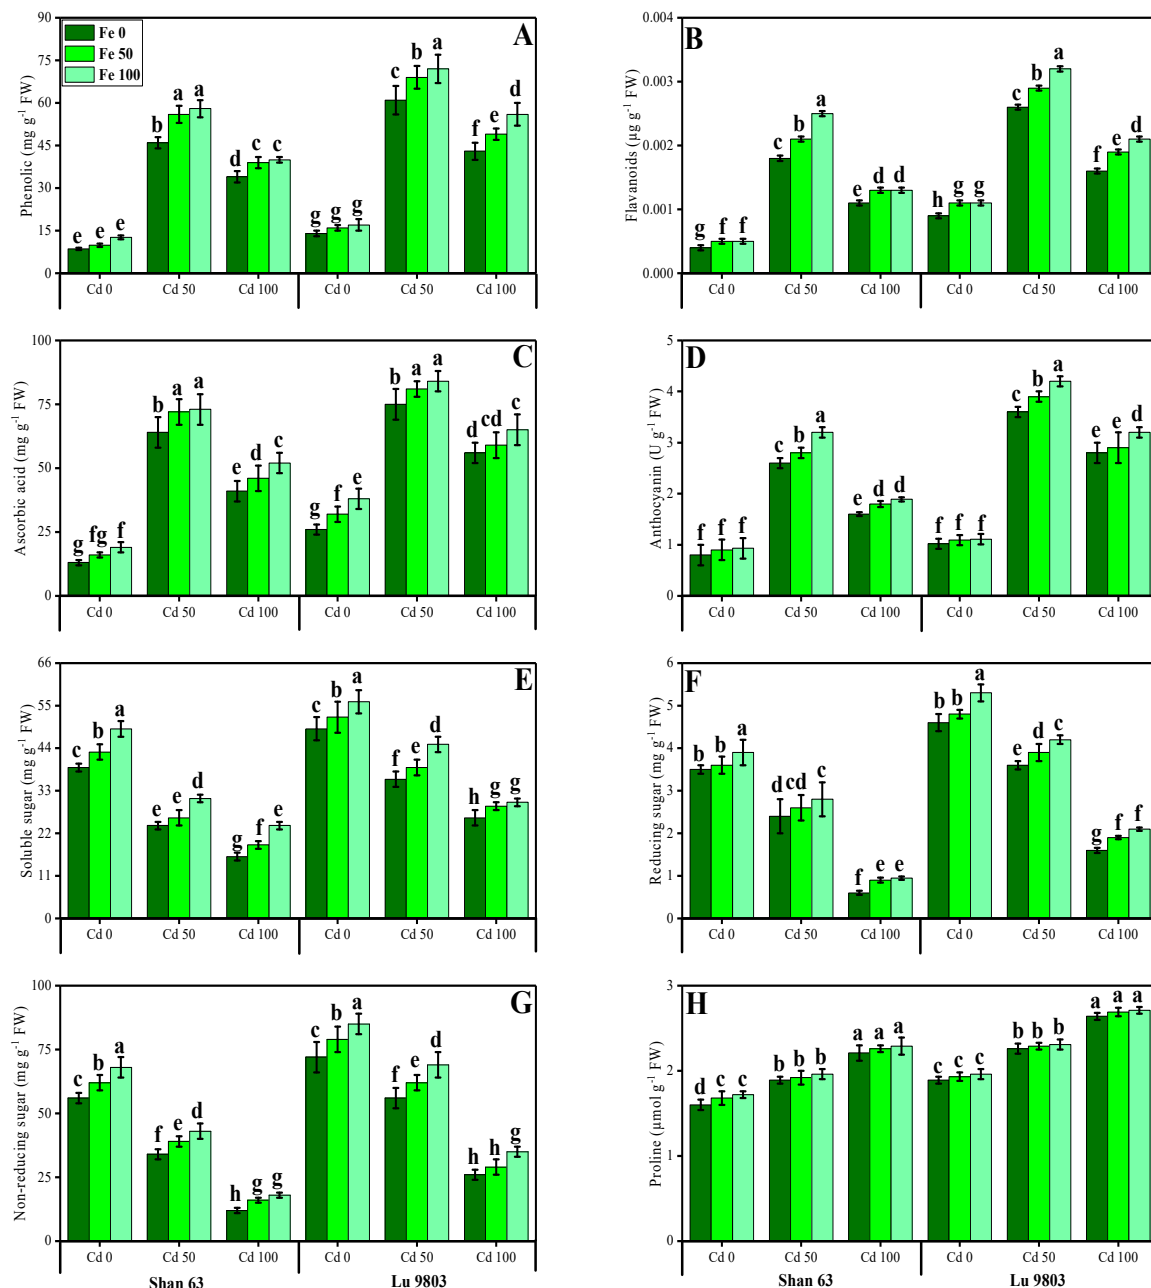 A
Fe 0
Fe 50
Fe 100
Phenolic (mg g-1 FW)
90
75
60
45
30
15
0
e e e
b a a
d c c
g g g
c b a
f e d
Cd 0 Cd 50 Cd 100 Cd 0 Cd 50 Cd 100
B
Flavanoids (µg g-1 FW)
0.004
0.003
0.002
0.001
0.000
g f f
c b a
e d d
h g g
c b a
f e d
Cd 0 Cd 50 Cd 100 Cd 0 Cd 50 Cd 100
C
Ascorbic acid (mg g-1 FW)
100
75
50
25
0
g fg f
b a a
e d c
g f e
b a a
d cd c
Cd 0 Cd 50 Cd 100 Cd 0 Cd 50 Cd 100
D
Anthocyanin (U g-1 FW)
5
4
3
2
1
0
f f f
c b a
e d d
f f f
c b a
e e d
Cd 0 Cd 50 Cd 100 Cd 0 Cd 50 Cd 100
E
Soluble sugar (mg g-1 FW)
66
55
44
33
22
11
0
c b a
e e d
g f e
c b a
f e d
h g g
Cd 0 Cd 50 Cd 100 Cd 0 Cd 50 Cd 100
F
Reducing sugar (mg g-1 FW)
6
5
4
3
2
1
0
b b a
d cd c
f e e
b b a
e d c
g f f
Cd 0 Cd 50 Cd 100 Cd 0 Cd 50 Cd 100
G
Non-reducing sugar (mg g-1 FW)
100
75
50
25
0
c b a
f e d
h g g
c b a
f e d
h h g
Cd 0 Cd 50 Cd 100 Cd 0 Cd 50 Cd 100
Shan 63 Lu 9803
H
Proline (µmol g-1 FW)
3
2
1
0
d c c
b b b
a a a
c c c
b b b
a a a
Cd 0 Cd 50 Cd 100 Cd 0 Cd 50 Cd 100
Shan 63 Lu 9803